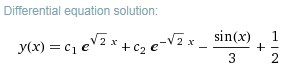 Differential equation solution:
y(x) = c₁ e^(√2 x) + c₂ e^(-√2 x) - sin(x)/3 + 1/2